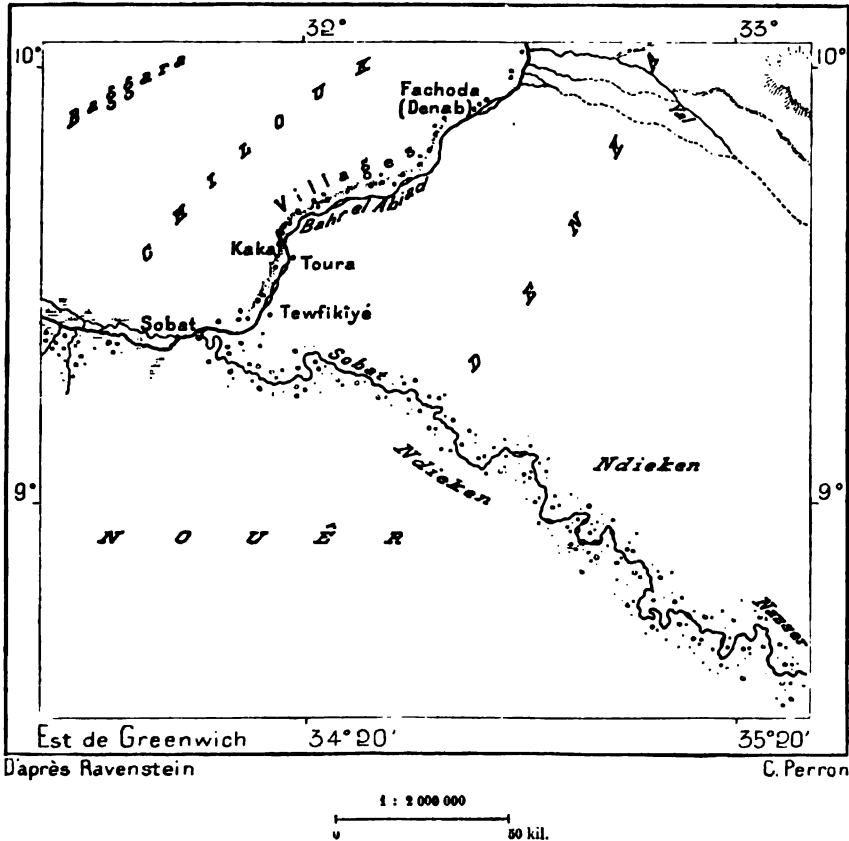 32° 33°
10° 10°
Baggara
CHILOUK
Fachoda
(Denab)
Yal
Villages
Bahr el Abiad
DINKA
Kaka
Toura
Tewfikîyé
Sobat
Sobat
Ndieken
Ndieken
9° 9°
NOUÊR
Nasser
Est de Greenwich 34°20' 35°20'
D'après Ravenstein C. Perron
1 : 2 000 000
0 50 kil.